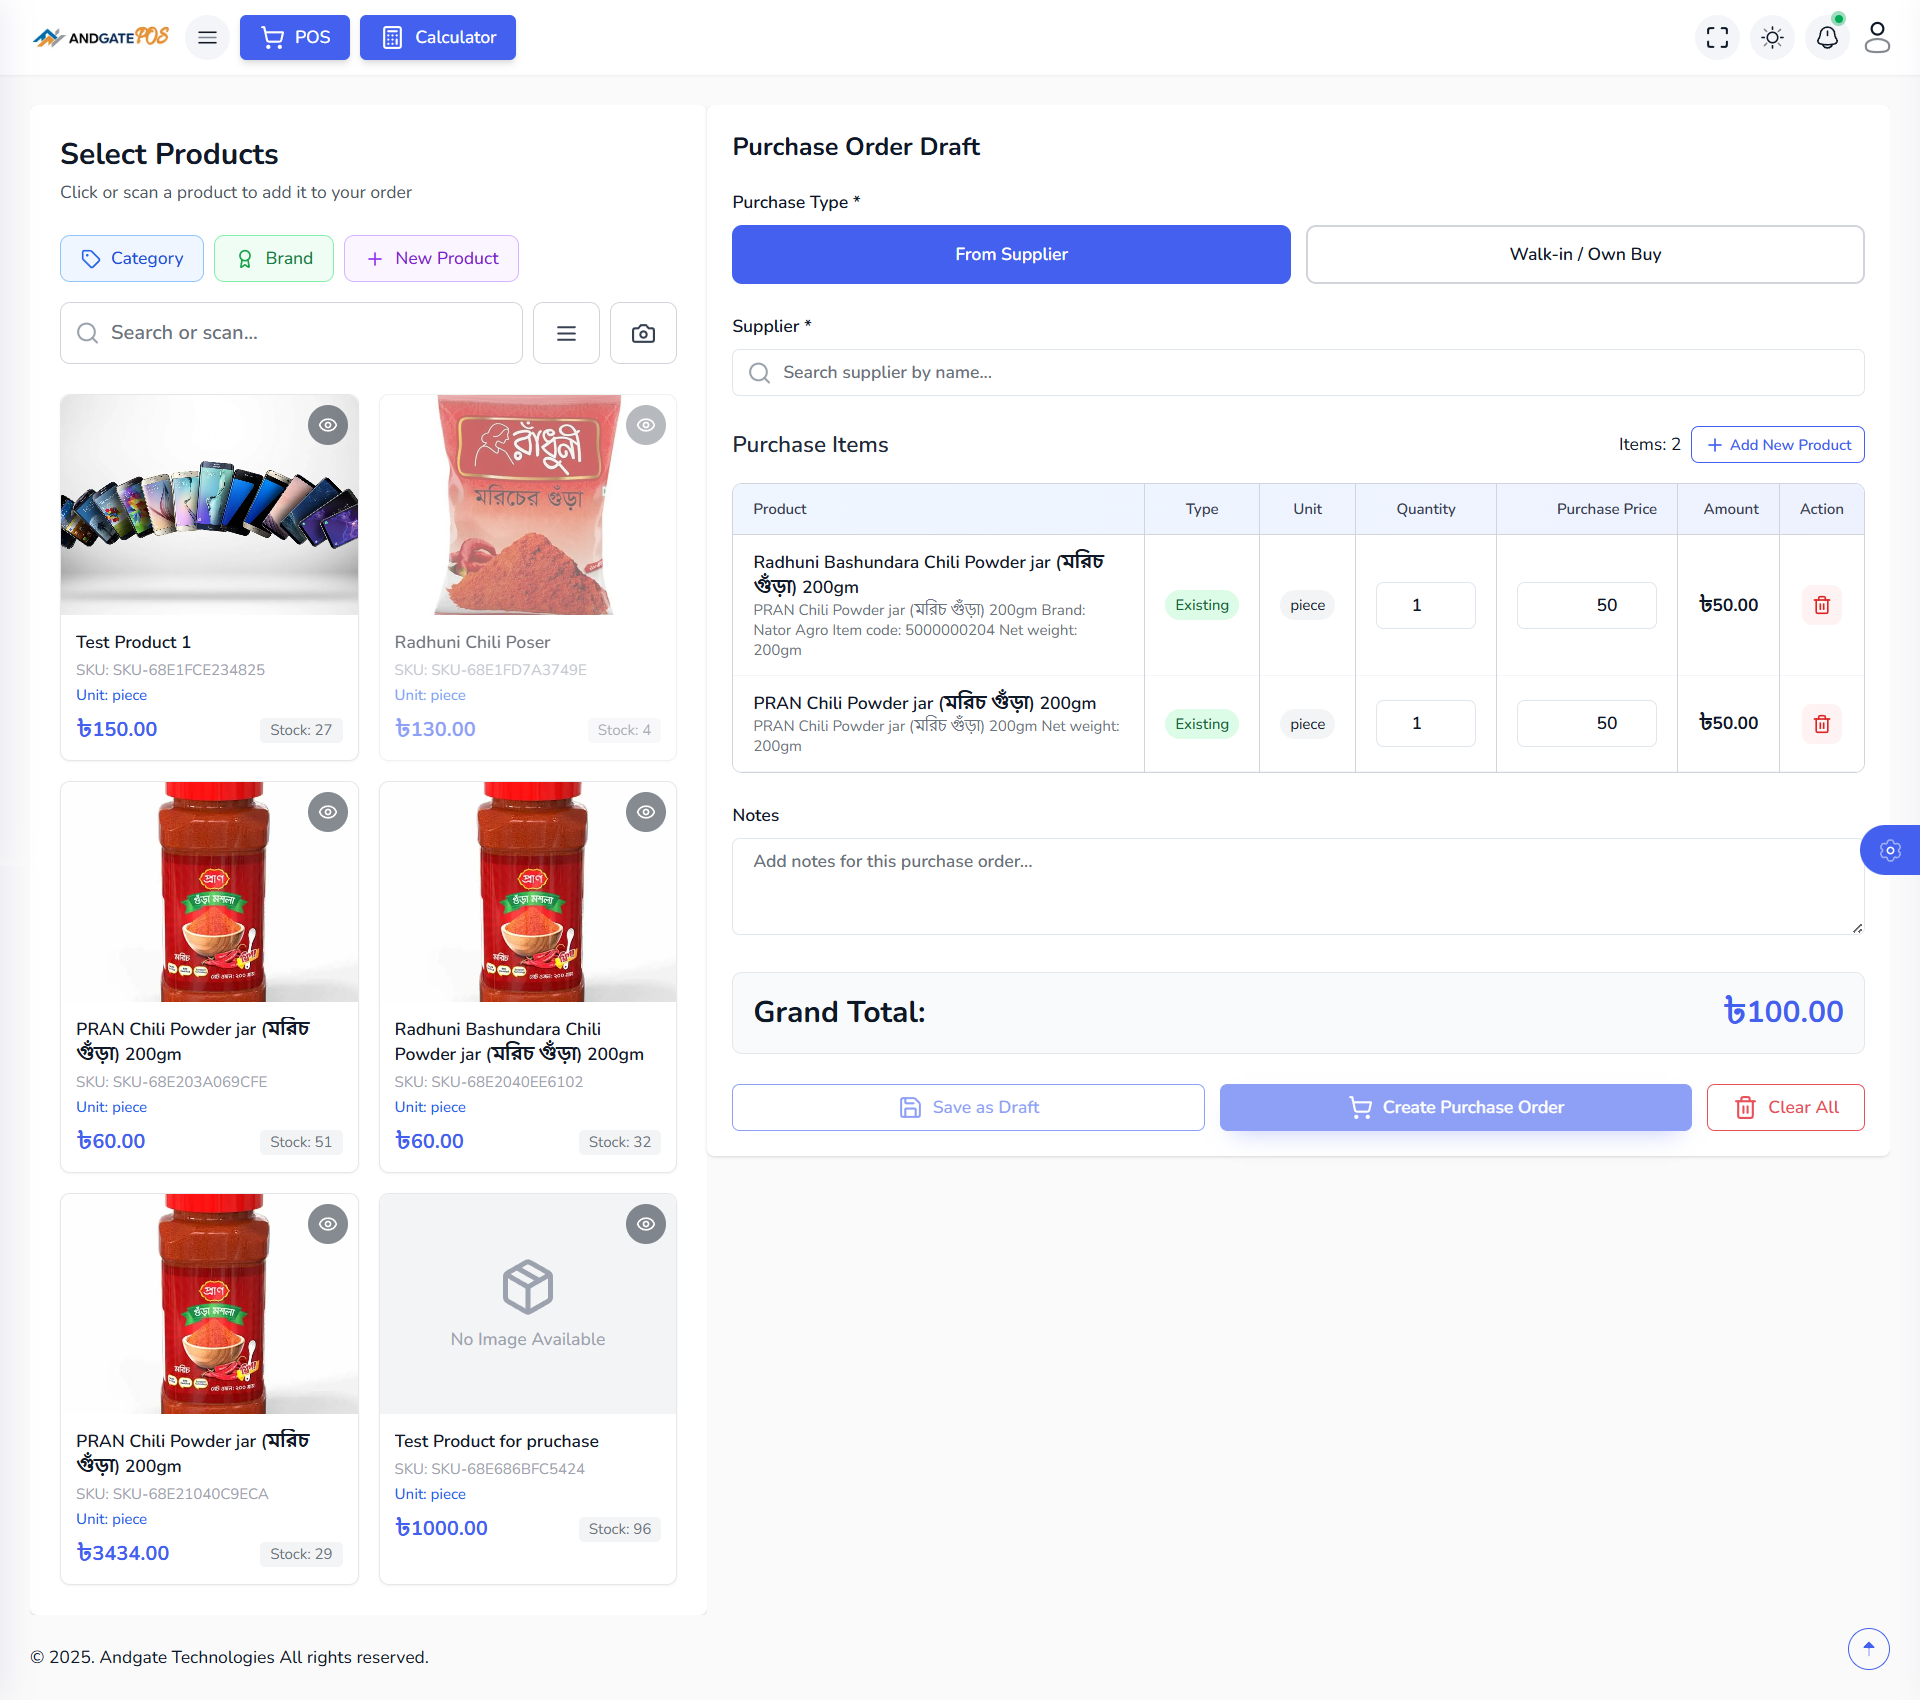 ANDGATE POS
POS
Calculator
Select Products
Click or scan a product to add it to your order
Category
Brand
New Product
Search or scan...
রাঁধুনী
মরিচের গুঁড়া
Test Product 1
SKU: SKU-68E1FCE234825
Unit: piece
৳150.00
Stock: 27
Radhuni Chili Poser
SKU: SKU-68E1FD7A3749E
Unit: piece
৳130.00
Stock: 4
প্রাণ
গুঁড়া মশলা
মরিচ
প্রাণ
গুঁড়া মশলা
মরিচ
PRAN Chili Powder jar (মরিচ
গুঁড়া) 200gm
SKU: SKU-68E203A069CFE
Unit: piece
৳60.00
Stock: 51
Radhuni Bashundara Chili
Powder jar (মরিচ গুঁড়া) 200gm
SKU: SKU-68E2040EE6102
Unit: piece
৳60.00
Stock: 32
প্রাণ
গুঁড়া মশলা
মরিচ
No Image Available
PRAN Chili Powder jar (মরিচ
গুঁড়া) 200gm
SKU: SKU-68E21040C9ECA
Unit: piece
৳3434.00
Stock: 29
Test Product for pruchase
SKU: SKU-68E686BFC5424
Unit: piece
৳1000.00
Stock: 96
Purchase Order Draft
Purchase Type *
From Supplier
Walk-in / Own Buy
Supplier *
Search supplier by name...
Purchase Items
Items: 2
Add New Product
Product Type Unit Quantity Purchase Price Amount Action
Radhuni Bashundara Chili Powder jar (মরিচ
গুঁড়া) 200gm
PRAN Chili Powder jar (মরিচ গুঁড়া) 200gm Brand:
Nator Agro Item code: 5000000204 Net weight:
200gm
Existing piece 1 50 ৳50.00
PRAN Chili Powder jar (মরিচ গুঁড়া) 200gm
PRAN Chili Powder jar (মরিচ গুঁড়া) 200gm Net weight:
200gm
Existing piece 1 50 ৳50.00
Notes
Add notes for this purchase order...
Grand Total: ৳100.00
Save as Draft
Create Purchase Order
Clear All
© 2025. Andgate Technologies All rights reserved.